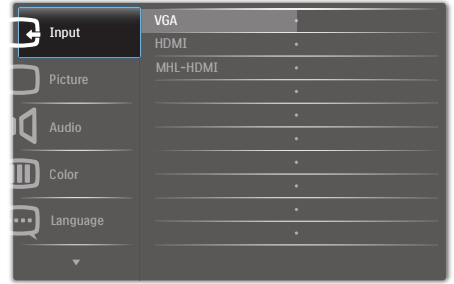 Input
VGA
HDMI
MHL-HDMI
Picture
Audio
Color
Language